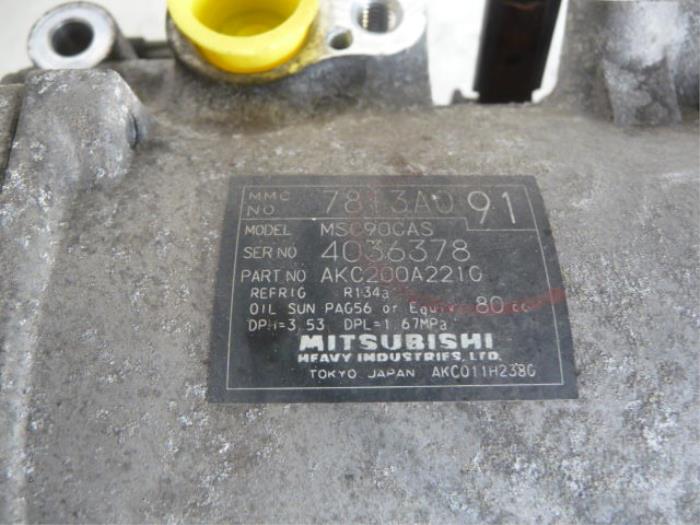 MMC NO 7813A091
MODEL MSC90CAS
SER NO 4036378
PART NO AKC200A221G
REFRIG R134a
OIL SUN PAG56 or Equiv. 80 cc
DPH=3.53 DPL=1.67MPa
MITSUBISHI
HEAVY INDUSTRIES, LTD.
TOKYO JAPAN AKC011H238G